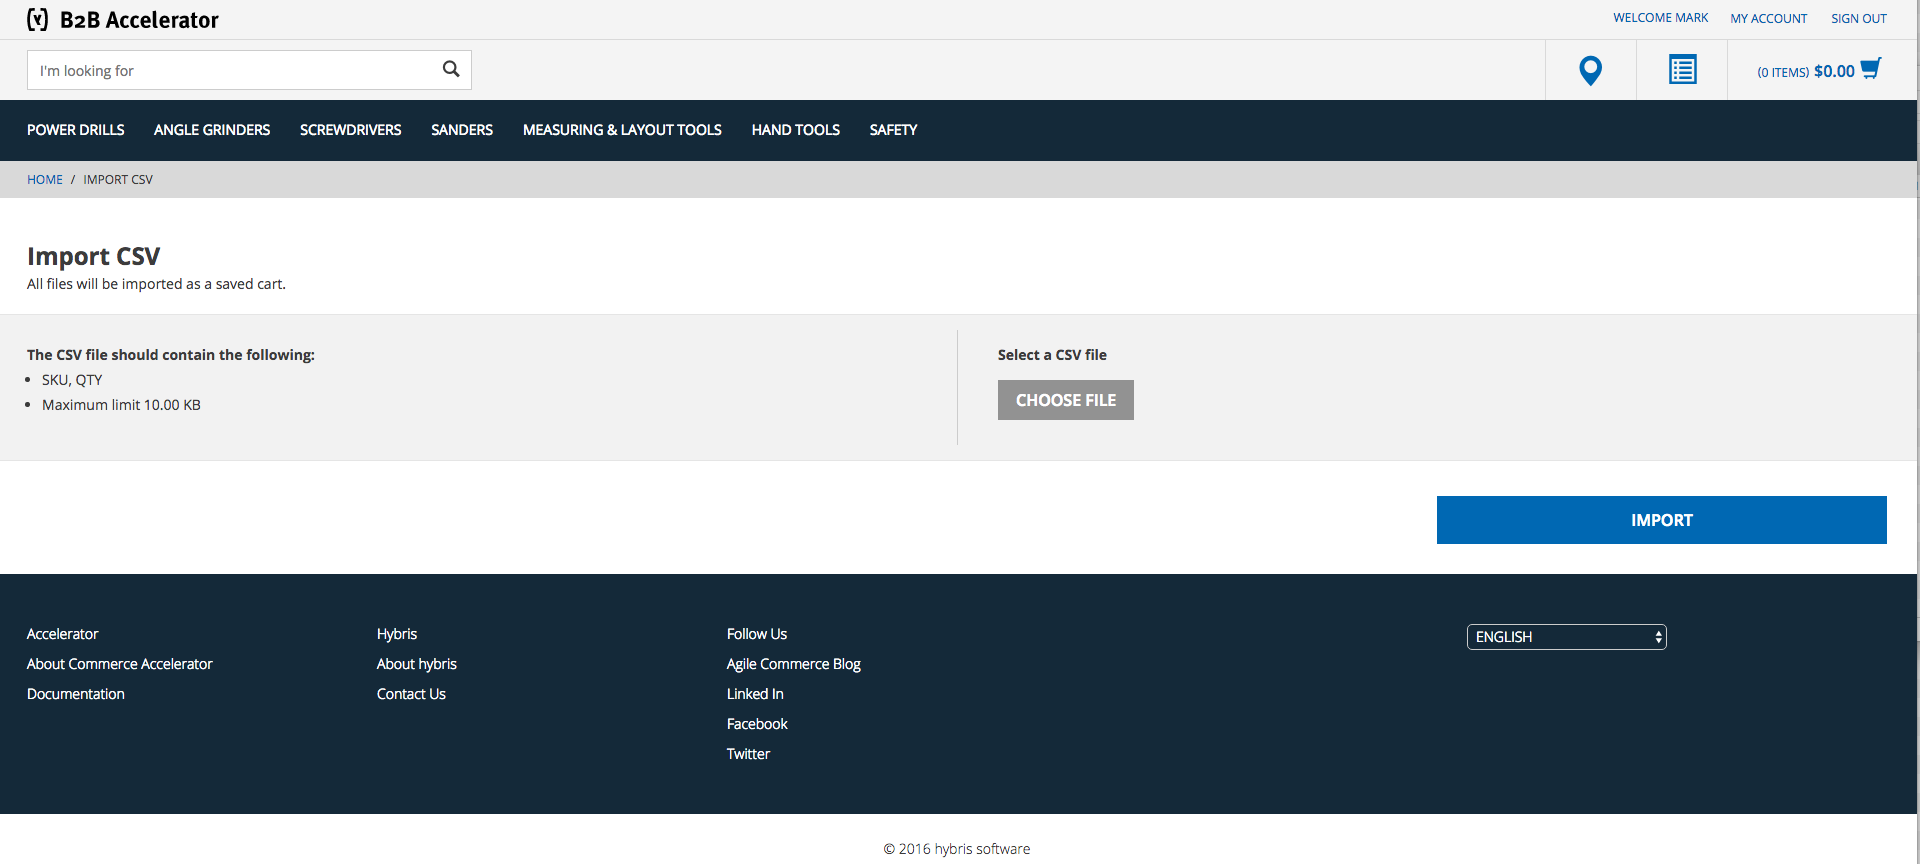 B2B Accelerator
WELCOME MARK MY ACCOUNT SIGN OUT
I'm looking for
(0 ITEMS) $0.00
POWER DRILLS ANGLE GRINDERS SCREWDRIVERS SANDERS MEASURING & LAYOUT TOOLS HAND TOOLS SAFETY
HOME / IMPORT CSV
Import CSV
All files will be imported as a saved cart.
The CSV file should contain the following:
• SKU, QTY
• Maximum limit 10.00 KB
Select a CSV file
CHOOSE FILE
IMPORT
Accelerator
About Commerce Accelerator
Documentation
Hybris
About hybris
Contact Us
Follow Us
Agile Commerce Blog
Linked In
Facebook
Twitter
ENGLISH
© 2016 hybris software